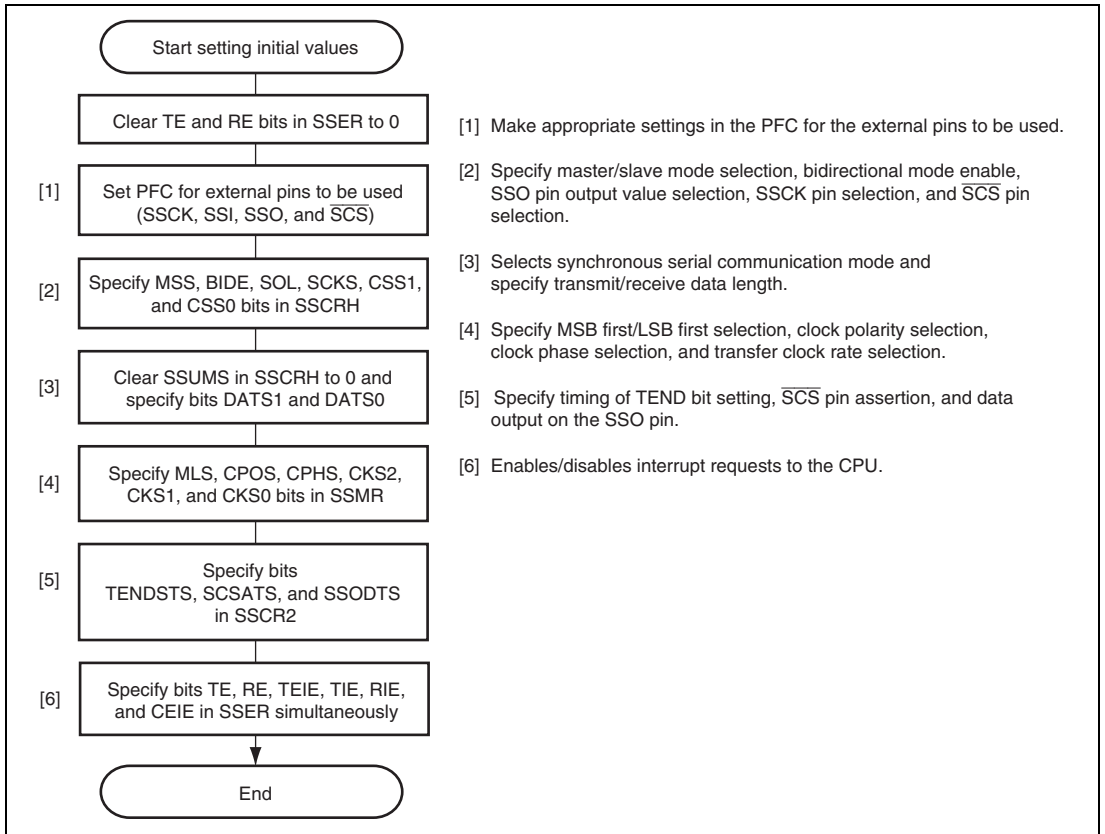 Start setting initial values
Clear TE and RE bits in SSER to 0
[1]
Set PFC for external pins to be used
(SSCK, SSI, SSO, and S̅C̅S̅)
[2]
Specify MSS, BIDE, SOL, SCKS, CSS1,
and CSS0 bits in SSCRH
[3]
Clear SSUMS in SSCRH to 0 and
specify bits DATS1 and DATS0
[4]
Specify MLS, CPOS, CPHS, CKS2,
CKS1, and CKS0 bits in SSMR
[5]
Specify bits
TENDSTS, SCSATS, and SSODTS
in SSCR2
[6]
Specify bits TE, RE, TEIE, TIE, RIE,
and CEIE in SSER simultaneously
End
[1] Make appropriate settings in the PFC for the external pins to be used.
[2] Specify master/slave mode selection, bidirectional mode enable,
SSO pin output value selection, SSCK pin selection, and S̅C̅S̅ pin
selection.
[3] Selects synchronous serial communication mode and
specify transmit/receive data length.
[4] Specify MSB first/LSB first selection, clock polarity selection,
clock phase selection, and transfer clock rate selection.
[5] Specify timing of TEND bit setting, S̅C̅S̅ pin assertion, and data
output on the SSO pin.
[6] Enables/disables interrupt requests to the CPU.